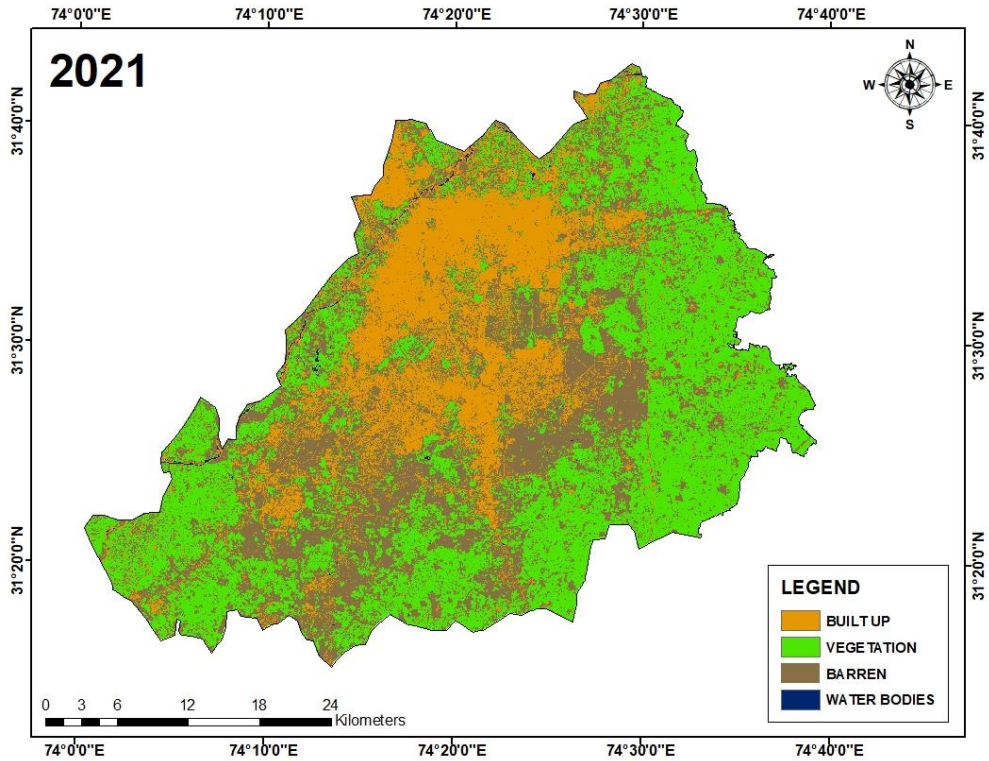 74°0'0"E 74°10'0"E 74°20'0"E 74°30'0"E 74°40'0"E
2021
N
W E
S
31°40'0"N 31°40'0"N
31°30'0"N 31°30'0"N
31°20'0"N 31°20'0"N
LEGEND
BUILT UP
VEGETATION
BARREN
WATER BODIES
0 3 6 12 18 24
Kilometers
74°0'0"E 74°10'0"E 74°20'0"E 74°30'0"E 74°40'0"E